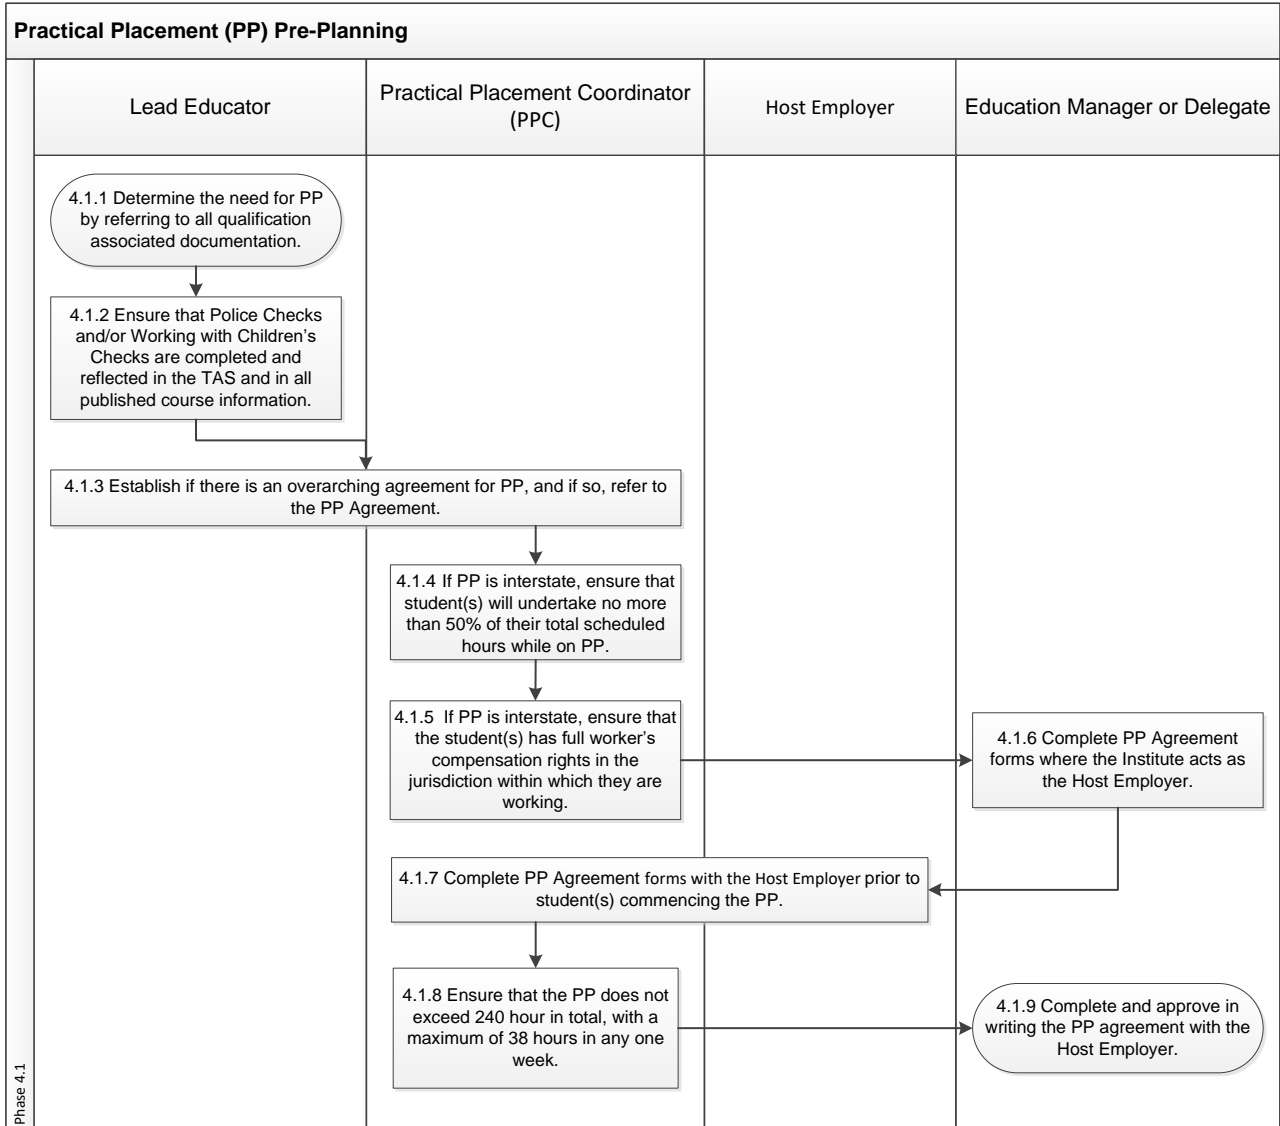 Practical Placement (PP) Pre-Planning
Lead Educator
Practical Placement Coordinator
(PPC)
Host Employer
Education Manager or Delegate
4.1.1 Determine the need for PP
by referring to all qualification
associated documentation.
4.1.2 Ensure that Police Checks
and/or Working with Children’s
Checks are completed and
reflected in the TAS and in all
published course information.
4.1.3 Establish if there is an overarching agreement for PP, and if so, refer to
the PP Agreement.
4.1.4 If PP is interstate, ensure that
student(s) will undertake no more
than 50% of their total scheduled
hours while on PP.
4.1.5 If PP is interstate, ensure that
the student(s) has full worker’s
compensation rights in the
jurisdiction within which they are
working.
4.1.6 Complete PP Agreement
forms where the Institute acts as
the Host Employer.
4.1.7 Complete PP Agreement forms with the Host Employer prior to
student(s) commencing the PP.
4.1.8 Ensure that the PP does not
exceed 240 hour in total, with a
maximum of 38 hours in any one
week.
4.1.9 Complete and approve in
writing the PP agreement with the
Host Employer.
Phase 4.1